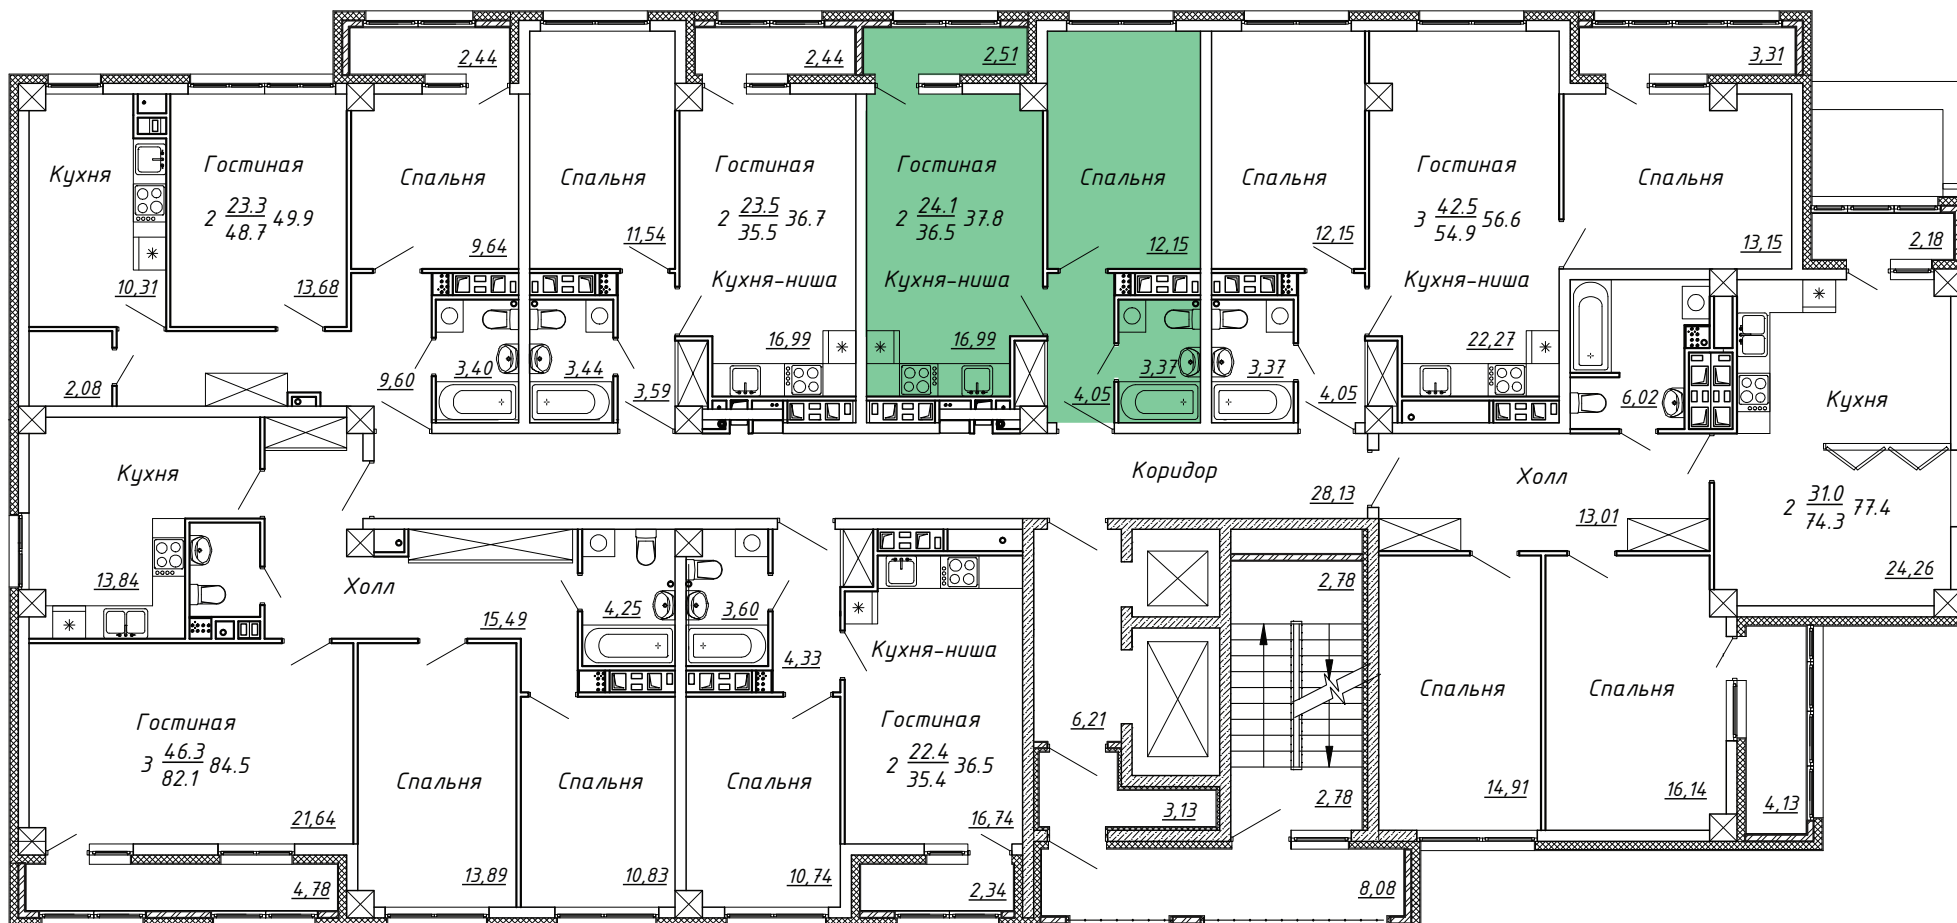 2,44
2,44
2,51
3,31
Кухня
Гостиная
2 23.3 49.9
48.7
Спальня
Спальня
Гостиная
2 23.5 36.7
35.5
Гостиная
2 24.1 37.8
36.5
Спальня
Спальня
Гостиная
3 42.5 56.6
54.9
Спальня
9,64
11,54
12,15
12,15
13,15
2,18
10,31
13,68
Кухня-ниша
Кухня-ниша
Кухня-ниша
16,99
16,99
22,27
2,08
9,60
3,40
3,44
3,59
4,05
3,37
3,37
4,05
6,02
Кухня
Кухня
Коридор
28,13
Холл
13,01
2 31.0 77.4
74.3
24,26
13,84
Холл
15,49
4,25
3,60
4,33
2,78
Кухня-ниша
Гостиная
3 46.3 84.5
82.1
21,64
Спальня
Спальня
Спальня
Гостиная
2 22.4 36.5
35.4
6,21
Спальня
Спальня
13,89
10,83
10,74
16,74
3,13
2,78
14,91
16,14
4,13
4,78
2,34
8,08